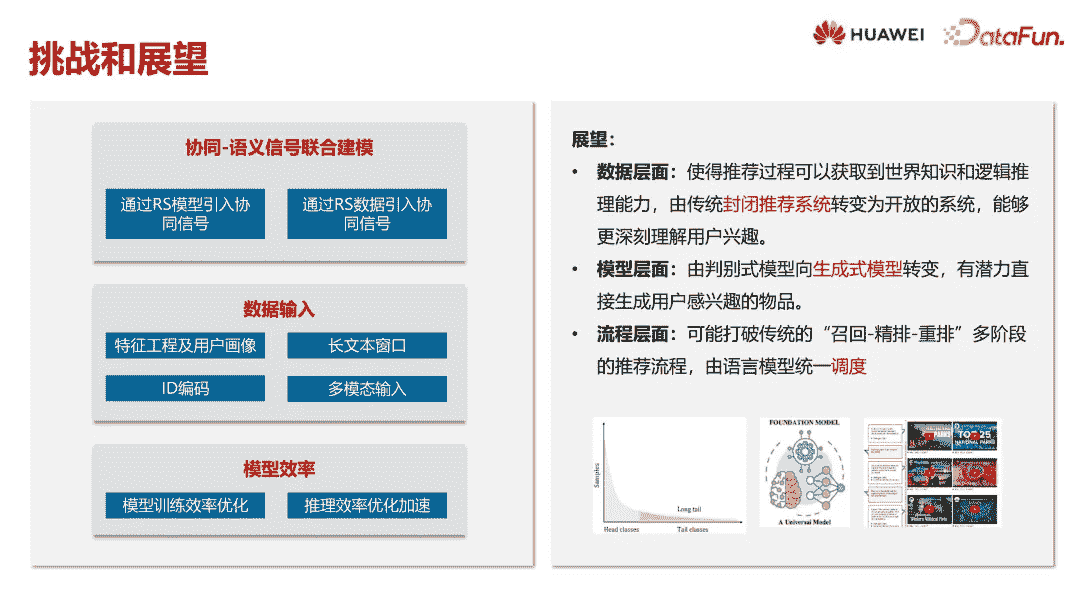 挑战和展望
HUAWEI
DataFun.
协同-语义信号联合建模
通过RS模型引入协
同信号
通过RS数据引入协
同信号
数据输入
特征工程及用户画像
长文本窗口
ID编码
多模态输入
模型效率
模型训练效率优化
推理效率优化加速
展望：
• 数据层面：使得推荐过程可以获取到世界知识和逻辑推
理能力，由传统封闭推荐系统转变为开放的系统，能够
更深刻理解用户兴趣。
• 模型层面：由判别式模型向生成式模型转变，有潜力直
接生成用户感兴趣的物品。
• 流程层面：可能打破传统的“召回-精排-重排”多阶段
的推荐流程，由语言模型统一调度
Samples
Long tail
Head classes
Tail classes
FOUNDATION MODEL
A Universal Model
TOP 25